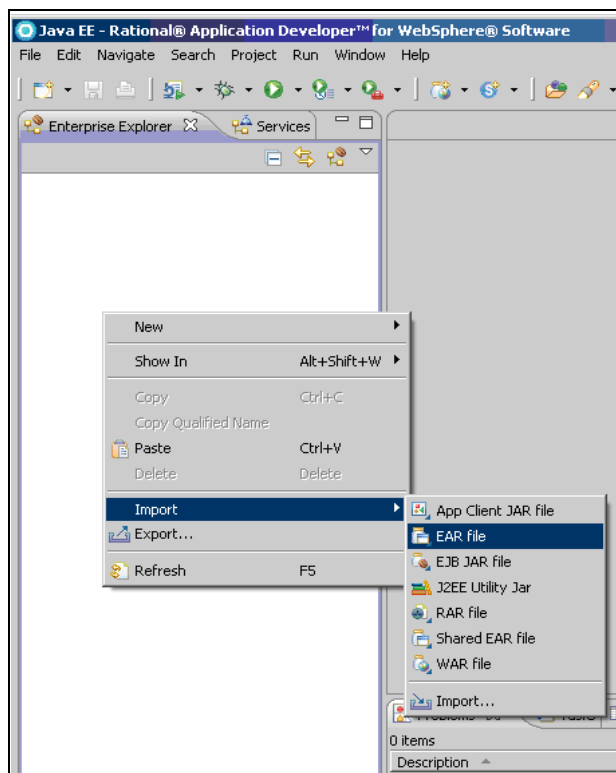 Java EE - Rational® Application Developer™ for WebSphere® Software
File Edit Navigate Search Project Run Window Help
Enterprise Explorer Services
New
Show In Alt+Shift+W
Copy Ctrl+C
Copy Qualified Name
Paste Ctrl+V
Delete Delete
Import
Export...
Refresh F5
App Client JAR file
EAR file
EJB JAR file
J2EE Utility Jar
RAR file
Shared EAR file
WAR file
Import...
0 items
Description